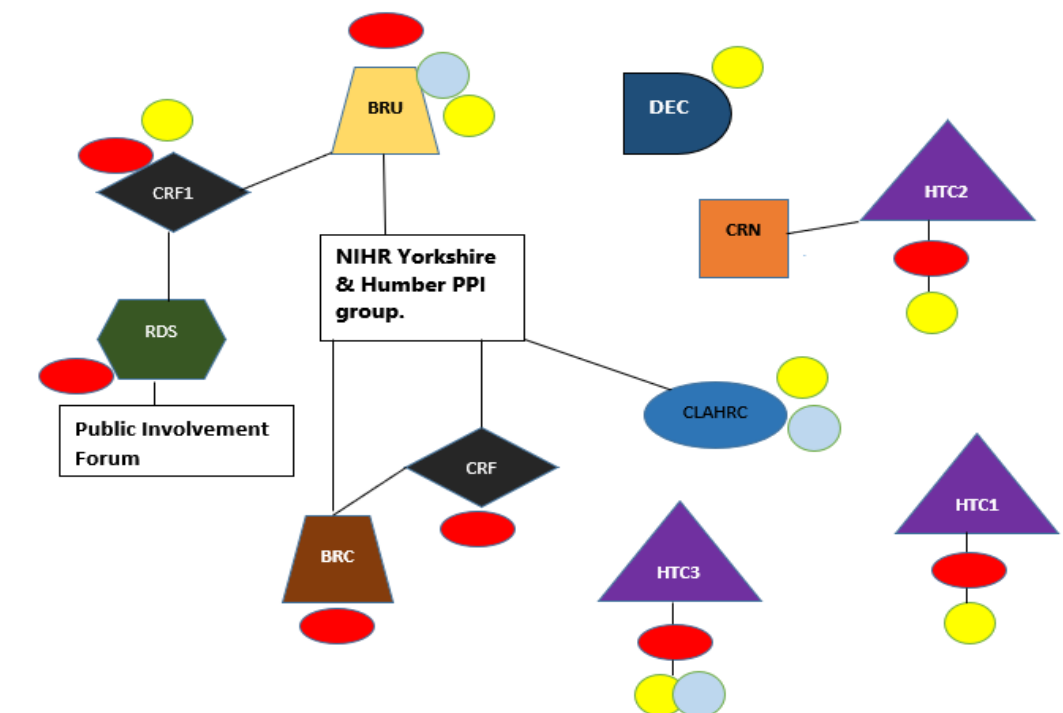 BRU
DEC
CRF1
HTC2
CRN
NIHR Yorkshire
& Humber PPI
group.
RDS
CLAHRC
Public Involvement
Forum
CRF
HTC1
BRC
HTC3